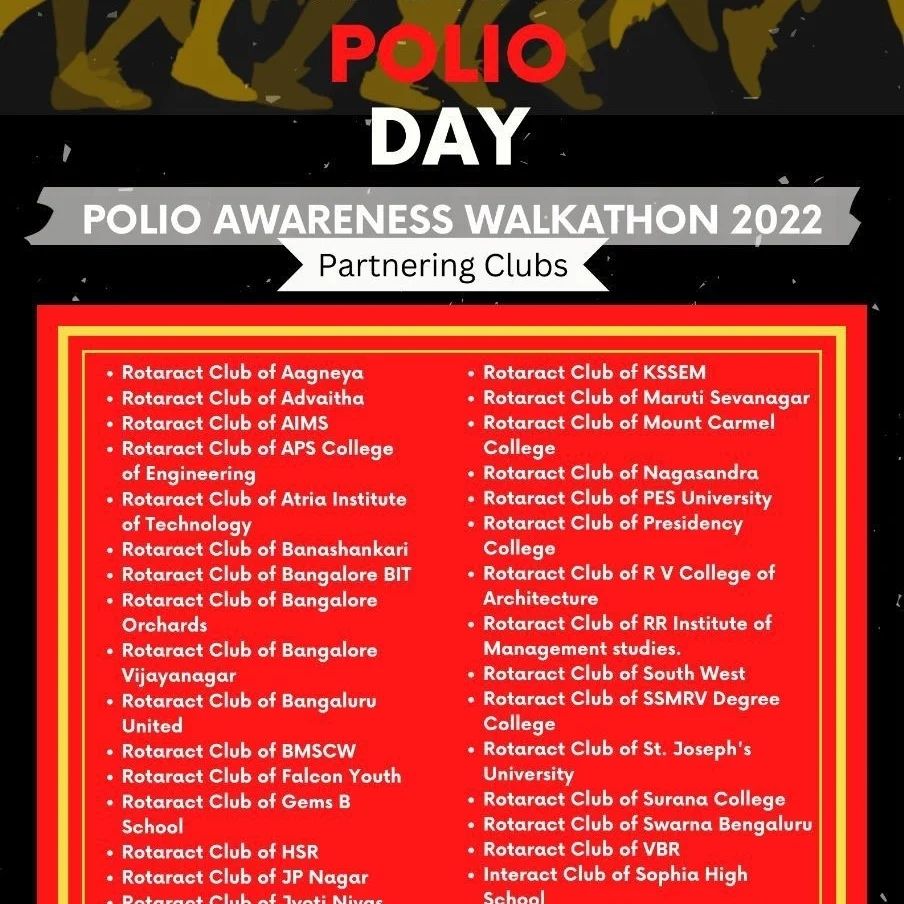 POLIO
DAY
POLIO AWARENESS WALKATHON 2022
Partnering Clubs
• Rotaract Club of Aagneya
• Rotaract Club of Advaitha
• Rotaract Club of AIMS
• Rotaract Club of APS College
of Engineering
• Rotaract Club of Atria Institute
of Technology
• Rotaract Club of Banashankari
• Rotaract Club of Bangalore BIT
• Rotaract Club of Bangalore
Orchards
• Rotaract Club of Bangalore
Vijayanagar
• Rotaract Club of Bangaluru
United
• Rotaract Club of BMSCW
• Rotaract Club of Falcon Youth
• Rotaract Club of Gems B
School
• Rotaract Club of HSR
• Rotaract Club of JP Nagar
• Rotaract Club of Jyoti Nivas
• Rotaract Club of KSSEM
• Rotaract Club of Maruti Sevanagar
• Rotaract Club of Mount Carmel
College
• Rotaract Club of Nagasandra
• Rotaract Club of PES University
• Rotaract Club of Presidency
College
• Rotaract Club of R V College of
Architecture
• Rotaract Club of RR Institute of
Management studies.
• Rotaract Club of South West
• Rotaract Club of SSMRV Degree
College
• Rotaract Club of St. Joseph's
University
• Rotaract Club of Surana College
• Rotaract Club of Swarna Bengaluru
• Rotaract Club of VBR
• Interact Club of Sophia High
School